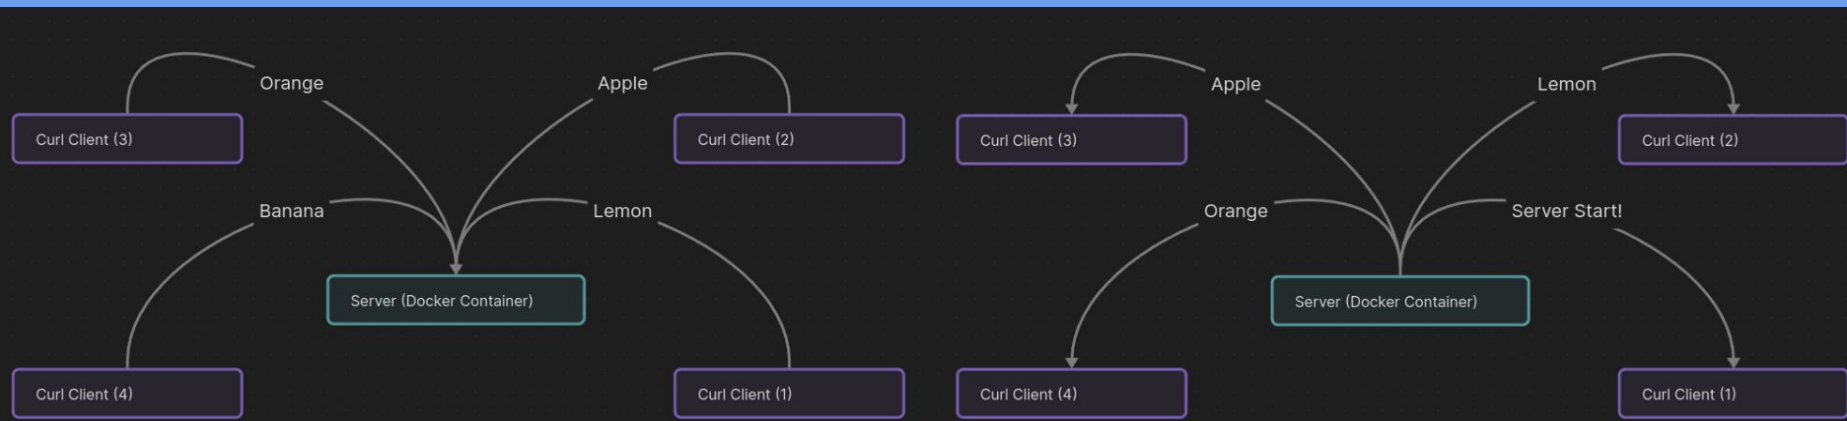 Orange
Apple
Curl Client (3)
Curl Client (2)
Banana
Lemon
Server (Docker Container)
Curl Client (4)
Curl Client (1)
Apple
Lemon
Curl Client (3)
Curl Client (2)
Orange
Server Start!
Server (Docker Container)
Curl Client (4)
Curl Client (1)